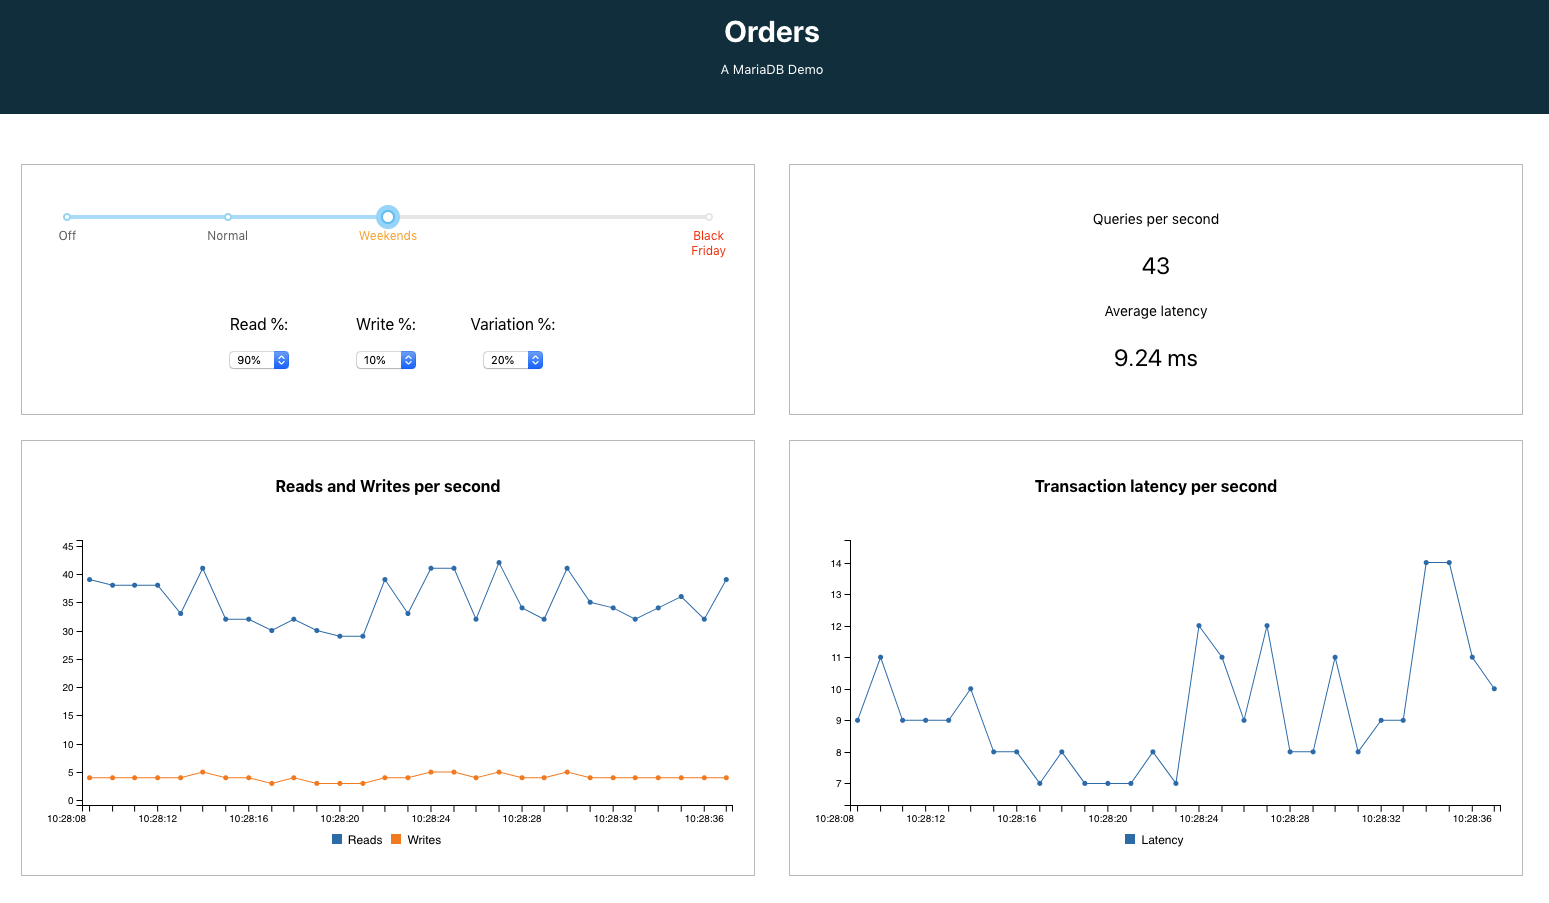 Orders
A MariaDB Demo
Off
Normal
Weekends
Black
Friday
Read %:
Write %:
Variation %:
90%
10%
20%
Queries per second
43
Average latency
9.24 ms
Reads and Writes per second
45
40
35
30
25
20
15
10
5
0
10:28:08
10:28:12
10:28:16
10:28:20
10:28:24
10:28:28
10:28:32
10:28:36
Reads
Writes
Transaction latency per second
14
13
12
11
10
9
8
7
10:28:08
10:28:12
10:28:16
10:28:20
10:28:24
10:28:28
10:28:32
10:28:36
Latency